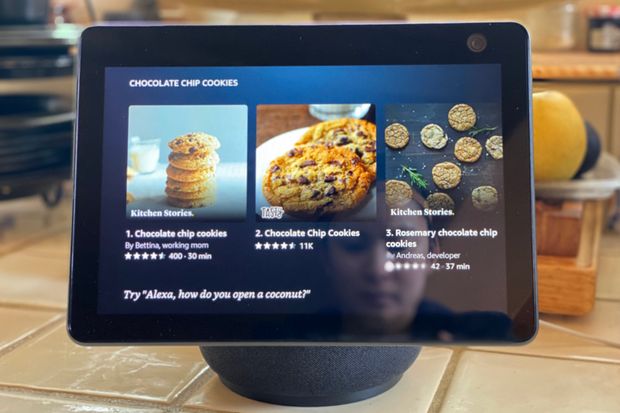 CHOCOLATE CHIP COOKIES
Kitchen Stories.
TASTY
Kitchen Stories.
1. Chocolate chip cookies
By Bettina, working mom
400 · 30 min
2. Chocolate Chip Cookies
11K
3. Rosemary chocolate chip
cookies
By Andreas, developer
42 · 37 min
Try "Alexa, how do you open a coconut?"